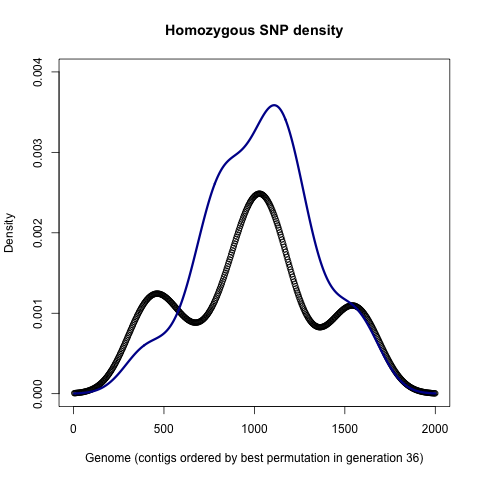 Homozygous SNP density
Density
0.004
0.003
0.002
0.001
0.000
0 500 1000 1500 2000
Genome (contigs ordered by best permutation in generation 36)